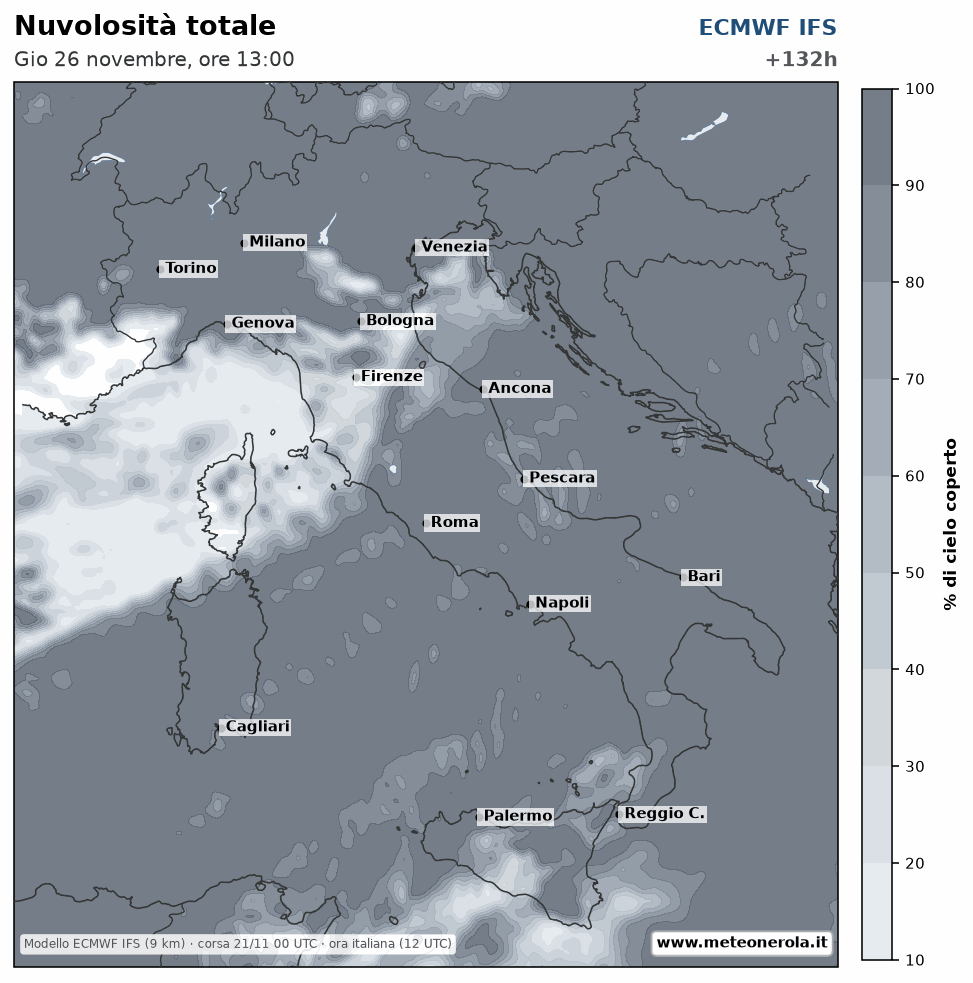 Nuvolosità totale
ECMWF IFS
Gio 26 novembre, ore 13:00
+132h
Milano
Venezia
Torino
Genova
Bologna
Firenze
Ancona
Pescara
Roma
Bari
Napoli
Cagliari
Palermo
Reggio C.
Modello ECMWF IFS (9 km) · corsa 21/11 00 UTC · ora italiana (12 UTC)
www.meteonerola.it
100
90
80
70
60
50
40
30
20
10
% di cielo coperto